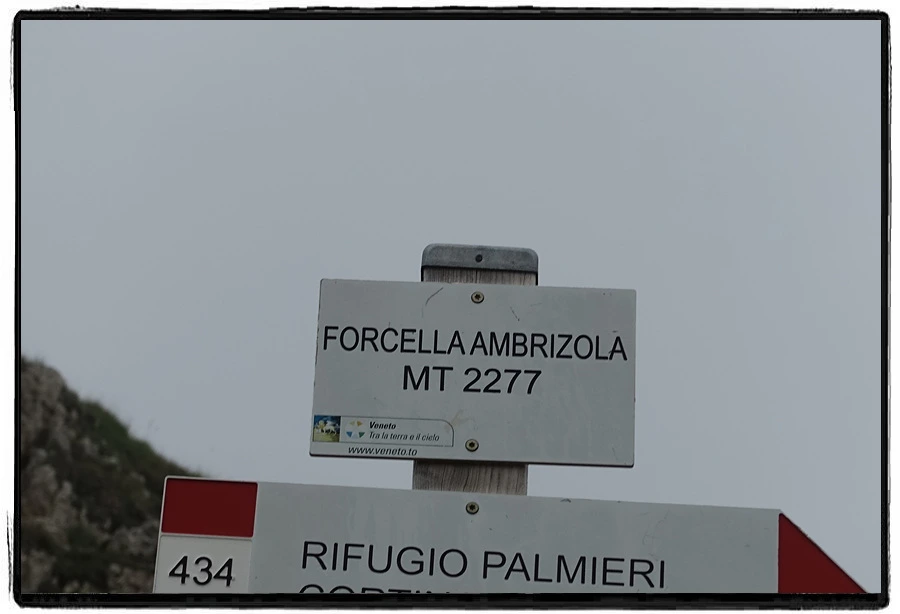 FORCELLA AMBRIZOLA
MT 2277
Veneto
Tra la terra e il cielo
www.veneto.to
434
RIFUGIO PALMIERI